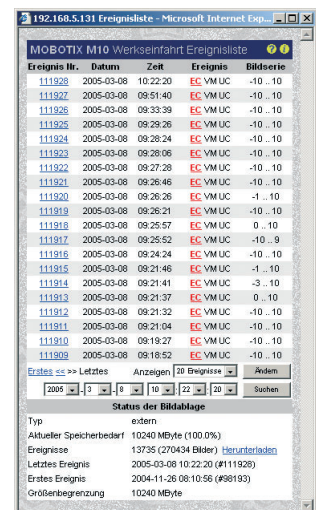 192.168.5.131 Ereignisliste - Microsoft Internet Exp...
MOBOTIX M10 Werkseinfahrt Ereignisliste
Ereignis Nr. Datum Zeit Ereignis Bildserie
111928 2005-03-08 10:22:20 EC VM UC -10 .. 10
111927 2005-03-08 09:51:40 EC VM UC -10 .. 10
111926 2005-03-08 09:33:39 EC VM UC -10 .. 10
111925 2005-03-08 09:29:26 EC VM UC -10 .. 10
111924 2005-03-08 09:28:24 EC VM UC -10 .. 10
111923 2005-03-08 09:28:06 EC VM UC -10 .. 10
111922 2005-03-08 09:27:28 EC VM UC -10 .. 10
111921 2005-03-08 09:26:46 EC VM UC -10 .. 10
111920 2005-03-08 09:26:26 EC VM UC -1 .. 10
111919 2005-03-08 09:26:21 EC VM UC -10 .. 10
111918 2005-03-08 09:25:57 EC VM UC 0 .. 10
111917 2005-03-08 09:25:52 EC VM UC -10 .. 9
111916 2005-03-08 09:24:24 EC VM UC -10 .. 10
111915 2005-03-08 09:21:46 EC VM UC -1 .. 10
111914 2005-03-08 09:21:41 EC VM UC -3 .. 10
111913 2005-03-08 09:21:37 EC VM UC 0 .. 10
111912 2005-03-08 09:21:32 EC VM UC -10 .. 10
111911 2005-03-08 09:21:04 EC VM UC -10 .. 10
111910 2005-03-08 09:19:27 EC VM UC -10 .. 10
111909 2005-03-08 09:18:52 EC VM UC -10 .. 10
Erstes << >> Letztes Anzeigen 20 Ereignisse Ändern
2005 - 3 - 8 10 : 22 : 20 Suchen
Status der Bildablage
Typ extern
Aktueller Speicherbedarf 10240 MByte (100.0%)
Ereignisse 13735 (270434 Bilder) Herunterladen
Letztes Ereignis 2005-03-08 10:22:20 (#111928)
Erstes Ereignis 2004-11-26 08:10:56 (#98193)
Größenbegrenzung 10240 MByte